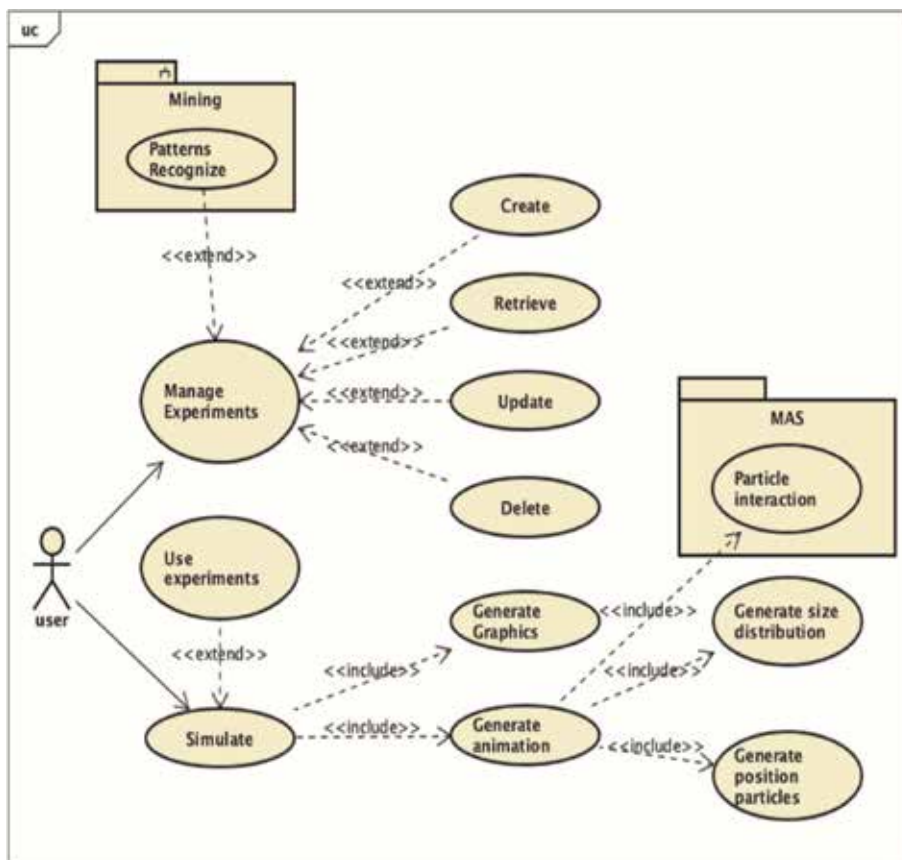 uc
Mining
Patterns
Recognize
<<extend>>
Create
<<extend>>
Retrieve
<<extend>>
Manage
Experiments
<<extend>>
Update
<<extend>>
Delete
MAS
Particle
interaction
user
Use
experiments
<<extend>>
Simulate
<<include>>
Generate
Graphics
<<include>>
Generate
animation
<<include>>
<<include>>
Generate size
distribution
<<include>>
Generate
position
particles